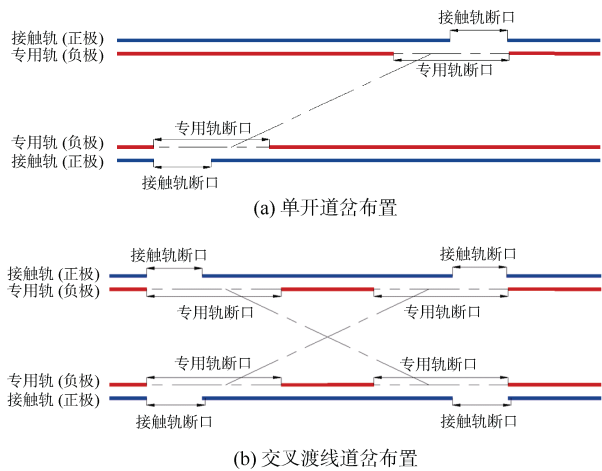 接触轨断口
接触轨 (正极)
专用轨 (负极)
专用轨断口
专用轨断口
专用轨 (负极)
接触轨 (正极)
接触轨断口
(a) 单开道岔布置
接触轨断口 接触轨断口
接触轨 (正极)
专用轨 (负极)
专用轨断口 专用轨断口
专用轨断口 专用轨断口
专用轨 (负极)
接触轨 (正极)
接触轨断口 接触轨断口
(b) 交叉渡线道岔布置